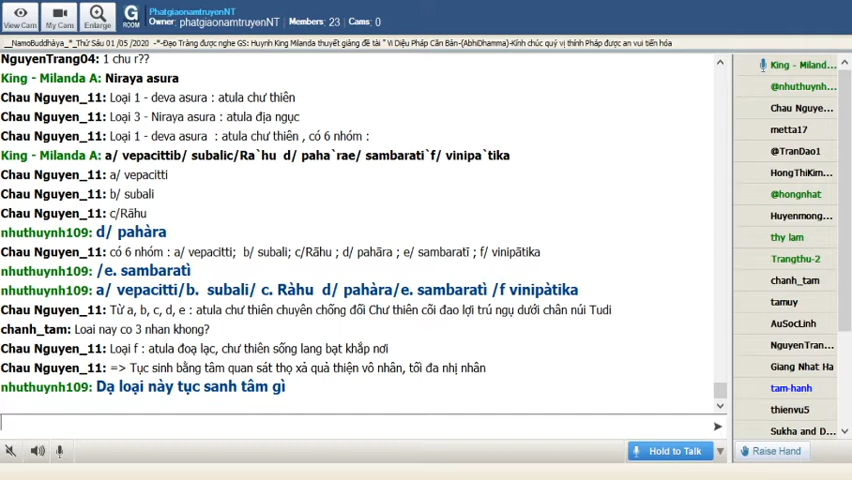 View Cam
My Cam
Enlarge
G
ROOM
PhatgiaonamtruyenNT
Owner: phatgiaonamtruyenNT Members: 23 Cams: 0
__NamoBuddhàya_*_Thứ Sáu 01 /05 /2020 -*-Đạo Tràng được nghe GS: Huynh King Milanda thuyết giảng đề tài " Vi Diệu Pháp Căn Bản-(AbhiDhamma)-Kính chúc quý vị thính Pháp được an vui tiến hóa
NguyenTrang04: 1 chu r??
King - Milanda A: Niraya asura
Chau Nguyen_11: Loại 1 - deva asura : atula chư thiên
Chau Nguyen_11: Loại 3 - Niraya asura : atula địa ngục
Chau Nguyen_11: Loại 1 - deva asura : atula chư thiên , có 6 nhóm :
King - Milanda A: a/ vepacittib/ subalic/Ra`hu d/ paha`rae/ sambarati`f/ vinipa`tika
Chau Nguyen_11: a/ vepacitti
Chau Nguyen_11: b/ subali
Chau Nguyen_11: c/Rāhu
nhuthuynh109: d/ pahàra
Chau Nguyen_11: có 6 nhóm : a/ vepacitti; b/ subali; c/Rāhu ; d/ pahāra ; e/ sambaratī ; f/ vinipātika
nhuthuynh109: /e. sambaratì
nhuthuynh109: a/ vepacitti/b. subali/ c. Ràhu d/ pahàra/e. sambaratì /f vinipàtika
Chau Nguyen_11: Từ a, b, c, d, e : atula chư thiên chuyên chống đối Chư thiên cõi đao lợi trú ngụ dưới chân núi Tudi
chanh_tam: Loai nay co 3 nhan khong?
Chau Nguyen_11: Loại f : atula đoạ lạc, chư thiên sống lang bạt khắp nơi
Chau Nguyen_11: => Tục sinh bằng tâm quan sát thọ xả quả thiện vô nhân, tối đa nhị nhân
nhuthuynh109: Dạ loại này tục sanh tâm gì
King - Miland...
@nhuthuynh...
Chau Nguye...
metta17
@TranDao1
HongThiKim...
@hongnhat
Huyenmong...
thy lam
Trangthu-2
chanh_tam
tamuy
AuSocLinh
NguyenTran...
Giang Nhat Ha
tam-hanh
thienvu5
Sukha and D...
Hold to Talk
Raise Hand